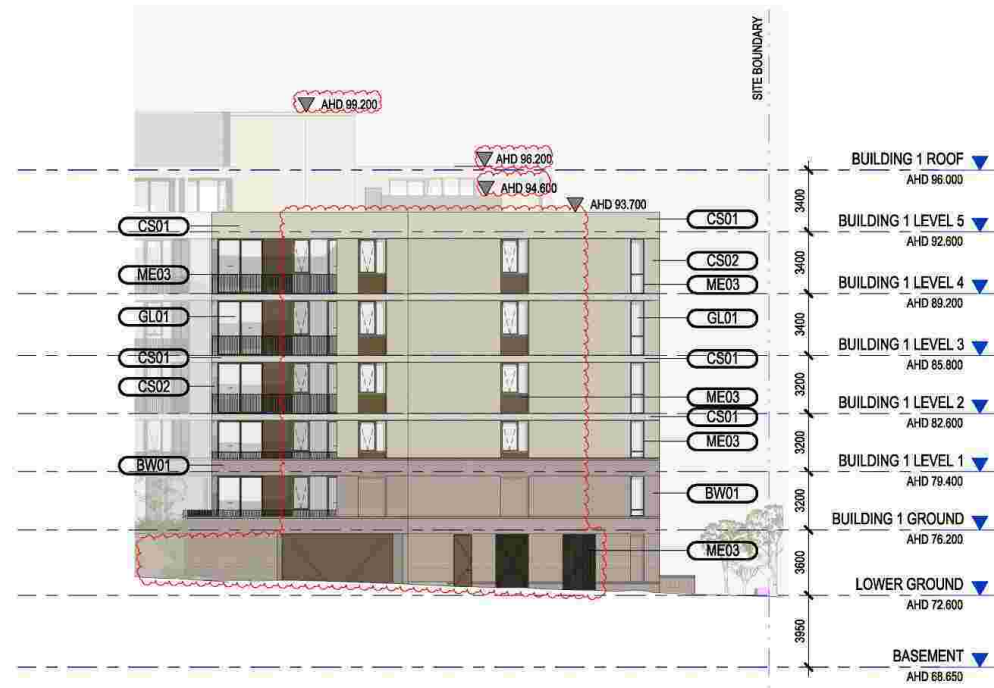 SITE BOUNDARY
AHD 99.200
AHD 96.200
AHD 94.600
AHD 93.700
BUILDING 1 ROOF
AHD 96.000
3400
CS01
CS01
BUILDING 1 LEVEL 5
AHD 92.600
3400
CS02
ME03
ME03
BUILDING 1 LEVEL 4
AHD 89.200
3400
GL01
GL01
BUILDING 1 LEVEL 3
AHD 85.800
CS01
CS01
3200
CS02
ME03
BUILDING 1 LEVEL 2
AHD 82.600
CS01
3200
ME03
BUILDING 1 LEVEL 1
AHD 79.400
BW01
3200
BW01
BUILDING 1 GROUND
AHD 76.200
3600
ME03
LOWER GROUND
AHD 72.600
3950
BASEMENT
AHD 68.650